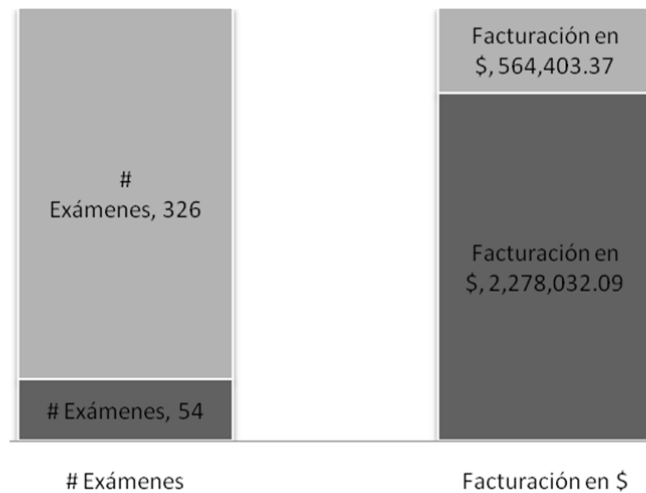 Facturación en
$, 564,403.37
#
Exámenes, 326
Facturación en
$, 2,278,032.09
# Exámenes, 54
# Exámenes
Facturación en $